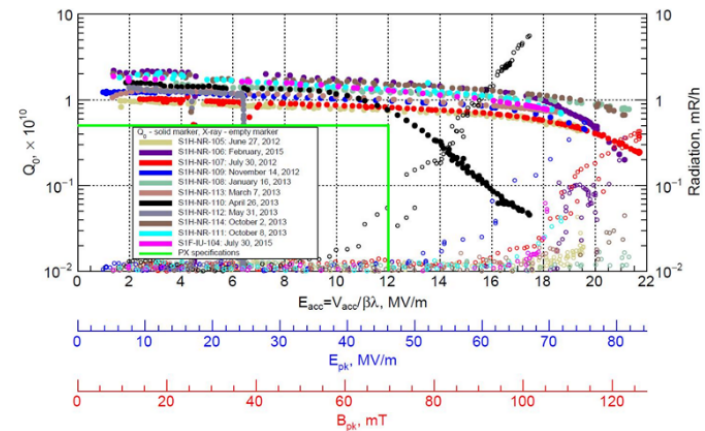 10 10
Q₀, × 10¹⁰
Radiation, mR/h
1 1
10⁻¹ 10⁻¹
10⁻² 10⁻²
Q₀ - solid marker, X-ray - empty marker
S1H-NR-105: June 27, 2012
S1H-NR-106: February, 2015
S1H-NR-107: July 30, 2012
S1H-NR-109: November 14, 2012
S1H-NR-108: January 16, 2013
S1H-NR-113: March 7, 2013
S1H-NR-110: April 26, 2013
S1H-NR-112: May 31, 2013
S1H-NR-114: October 2, 2013
S1H-NR-111: October 8, 2013
S1F-IU-104: July 30, 2015
PX specifications
0 2 4 6 8 10 12 14 16 18 20 22
E_acc=V_acc/βλ, MV/m
0 10 20 30 40 50 60 70 80
E_pk, MV/m
0 20 40 60 80 100 120
B_pk, mT